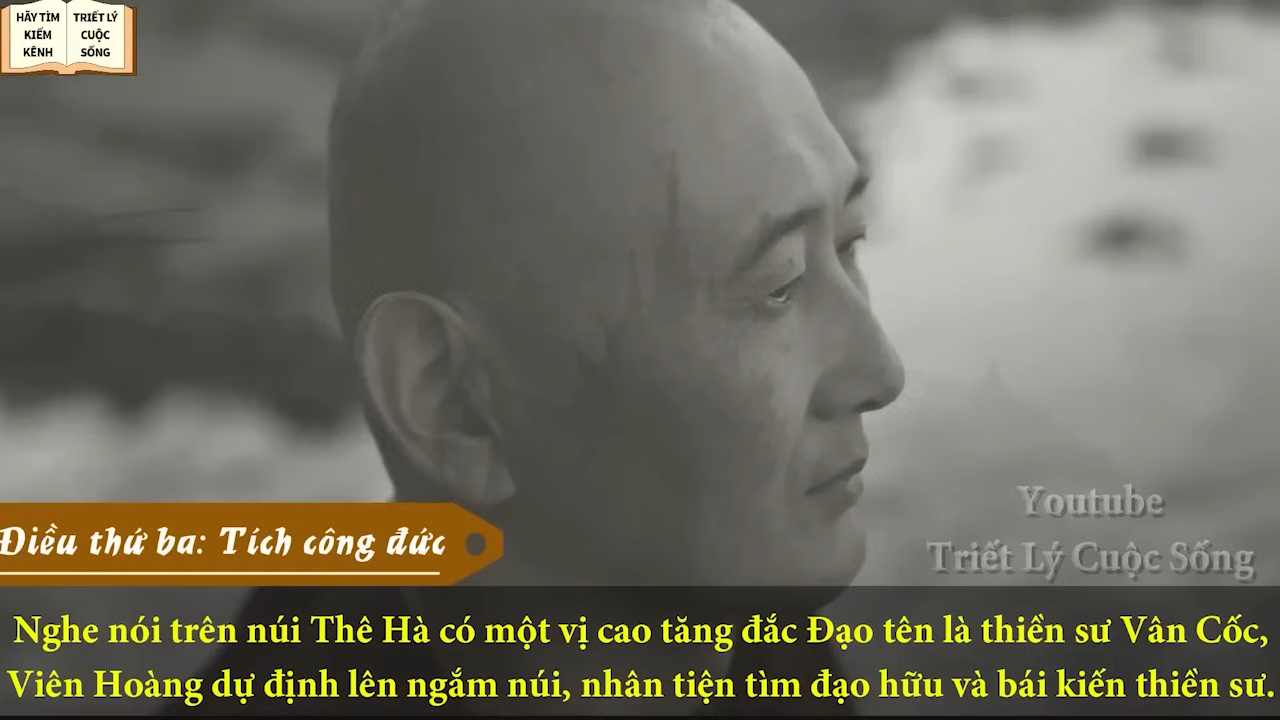 HÃY TÌM
KIẾM
KÊNH
TRIẾT LÝ
CUỘC
SỐNG
Youtube
Triết Lý Cuộc Sống
Điều thứ ba: Tích công đức
Nghe nói trên núi Thê Hà có một vị cao tăng đắc Đạo tên là thiền sư Vân Cốc,
Viên Hoàng dự định lên ngắm núi, nhân tiện tìm đạo hữu và bái kiến thiền sư.